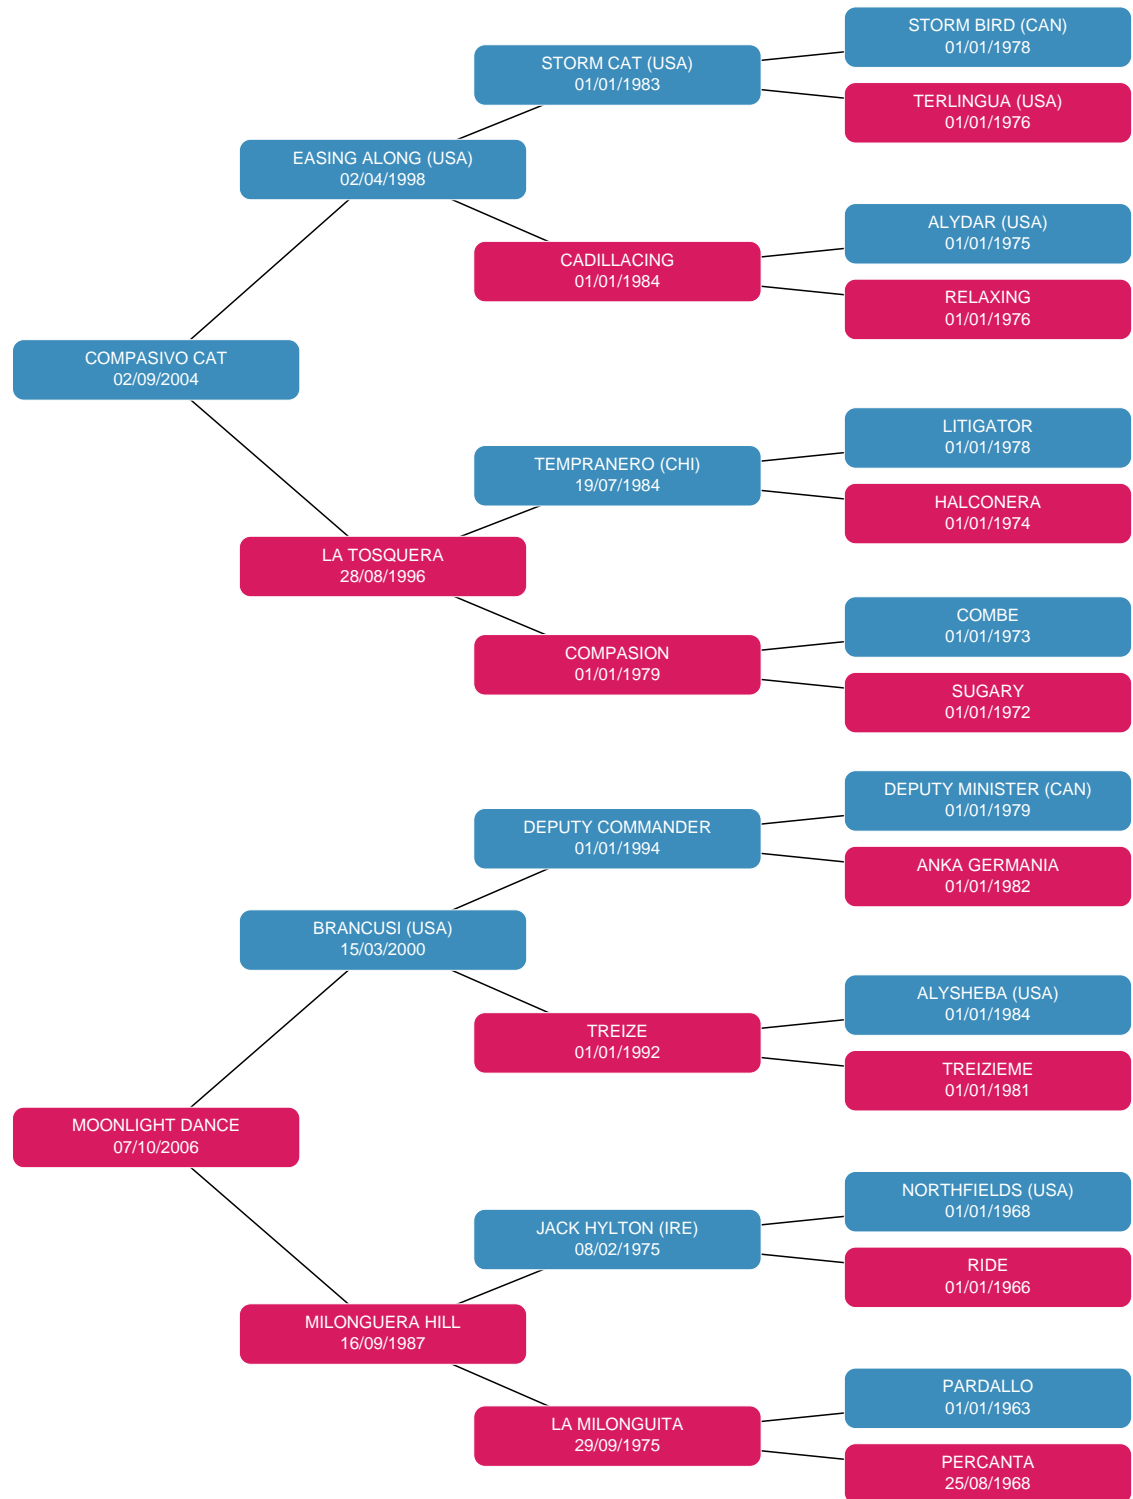 STORM BIRD (CAN)
01/01/1978
STORM CAT (USA)
01/01/1983
TERLINGUA (USA)
01/01/1976
EASING ALONG (USA)
02/04/1998
ALYDAR (USA)
01/01/1975
CADILLACING
01/01/1984
RELAXING
01/01/1976
COMPASIVO CAT
02/09/2004
LITIGATOR
01/01/1978
TEMPRANERO (CHI)
19/07/1984
HALCONERA
01/01/1974
LA TOSQUERA
28/08/1996
COMBE
01/01/1973
COMPASION
01/01/1979
SUGARY
01/01/1972
DEPUTY MINISTER (CAN)
01/01/1979
DEPUTY COMMANDER
01/01/1994
ANKA GERMANIA
01/01/1982
BRANCUSI (USA)
15/03/2000
ALYSHEBA (USA)
01/01/1984
TREIZE
01/01/1992
TREIZIEME
01/01/1981
MOONLIGHT DANCE
07/10/2006
NORTHFIELDS (USA)
01/01/1968
JACK HYLTON (IRE)
08/02/1975
RIDE
01/01/1966
MILONGUERA HILL
16/09/1987
PARDALLO
01/01/1963
LA MILONGUITA
29/09/1975
PERCANTA
25/08/1968